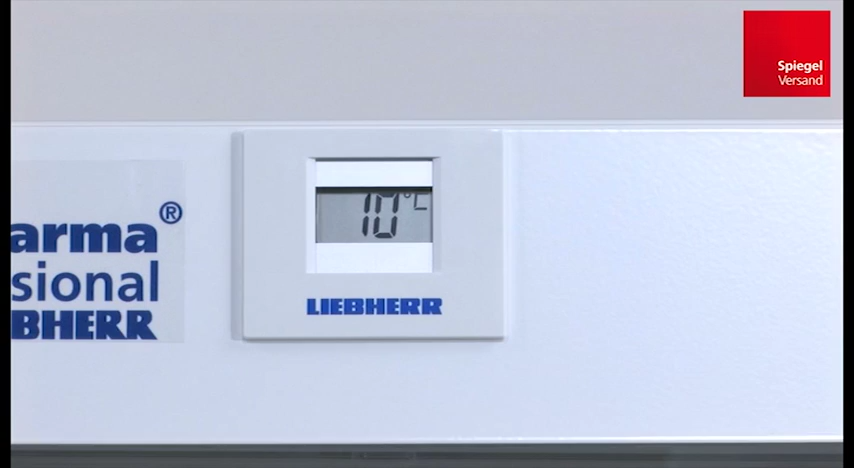 Spiegel
Versand
arma®
sional
BHERR
10°C
LIEBHERR